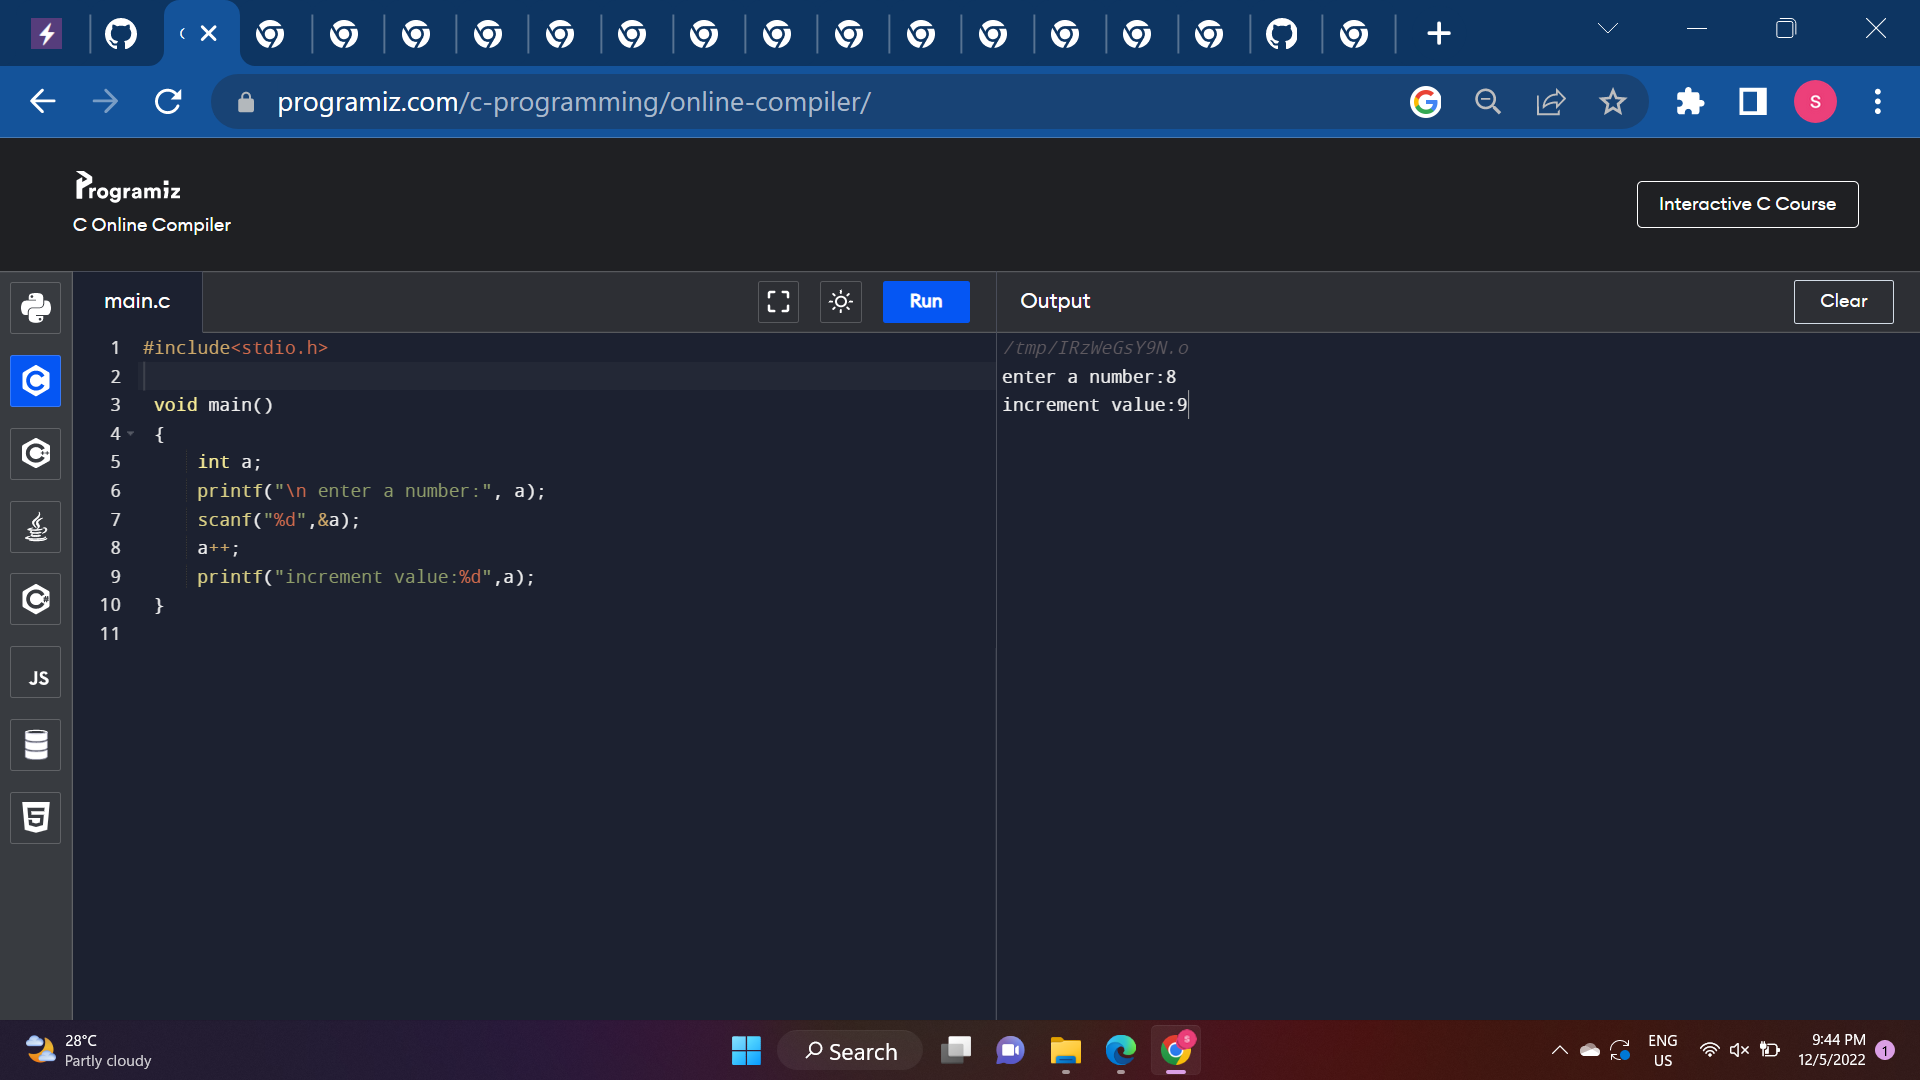 programiz.com/c-programming/online-compiler/
S
Programiz
C Online Compiler
Interactive C Course
main.c
Run
Output
Clear
1 #include<stdio.h>
2
3 void main()
4 {
5 int a;
6 printf("\n enter a number:", a);
7 scanf("%d",&a);
8 a++;
9 printf("increment value:%d",a);
10 }
11
/tmp/IRzWeGsY9N.o
enter a number:8
increment value:9
JS
28°C
Partly cloudy
Search
ENG
US
9:44 PM
12/5/2022
1